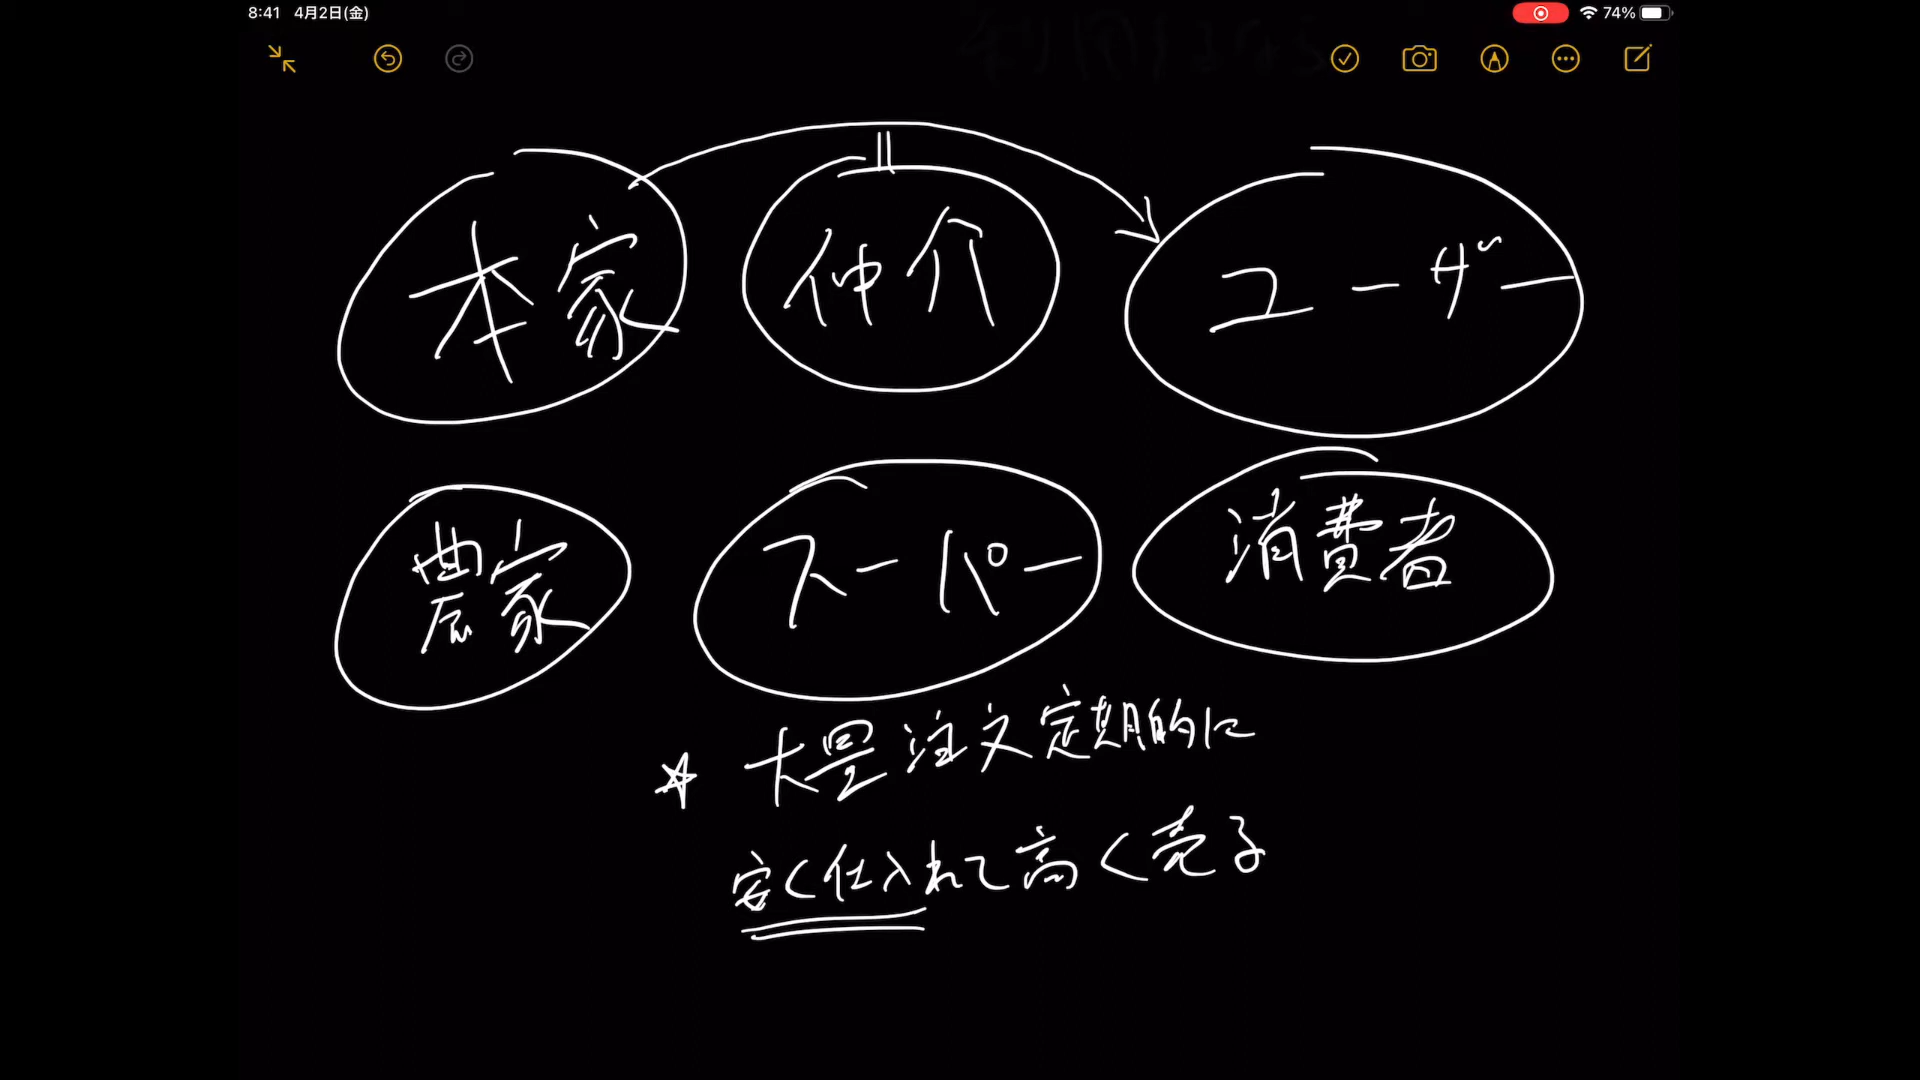 8:41 4月2日(金) 74%
本家 仲介 ユーザー
農家 スーパー 消費者
☆ 大量注文定期的に
安く仕入れて高く売る